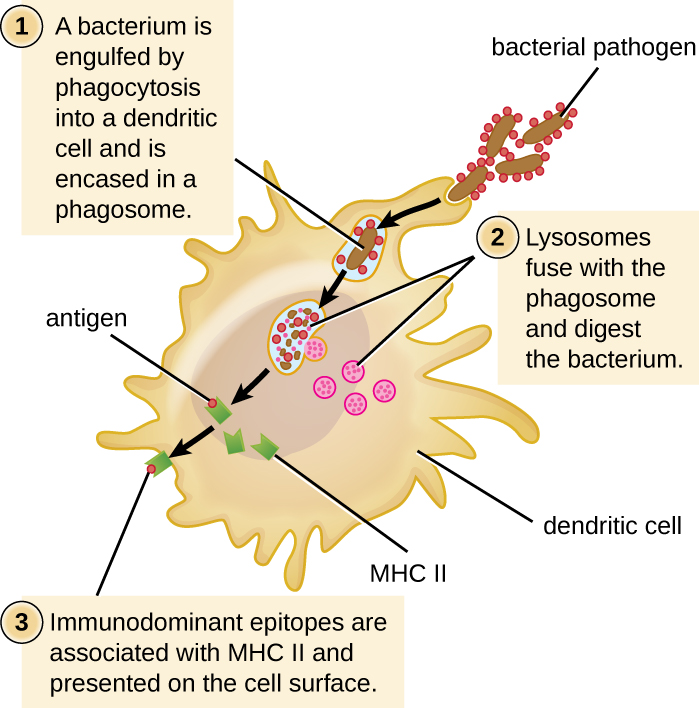 1
A bacterium is
engulfed by
phagocytosis
into a dendritic
cell and is
encased in a
phagosome.
bacterial pathogen
2
Lysosomes
fuse with the
phagosome
and digest
the bacterium.
antigen
dendritic cell
MHC II
3
Immunodominant epitopes are
associated with MHC II and
presented on the cell surface.